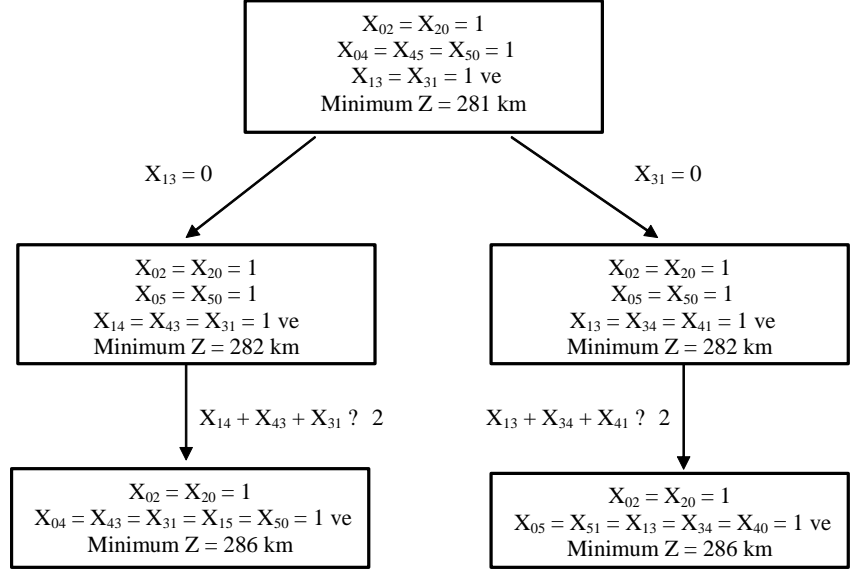 X₀₂ = X₂₀ = 1
X₀₄ = X₄₅ = X₅₀ = 1
X₁₃ = X₃₁ = 1 ve
Minimum Z = 281 km
X₁₃ = 0
X₃₁ = 0
X₀₂ = X₂₀ = 1
X₀₅ = X₅₀ = 1
X₁₄ = X₄₃ = X₃₁ = 1 ve
Minimum Z = 282 km
X₀₂ = X₂₀ = 1
X₀₅ = X₅₀ = 1
X₁₃ = X₃₄ = X₄₁ = 1 ve
Minimum Z = 282 km
X₁₄ + X₄₃ + X₃₁ ? 2
X₁₃ + X₃₄ + X₄₁ ? 2
X₀₂ = X₂₀ = 1
X₀₄ = X₄₃ = X₃₁ = X₁₅ = X₅₀ = 1 ve
Minimum Z = 286 km
X₀₂ = X₂₀ = 1
X₀₅ = X₅₁ = X₁₃ = X₃₄ = X₄₀ = 1 ve
Minimum Z = 286 km